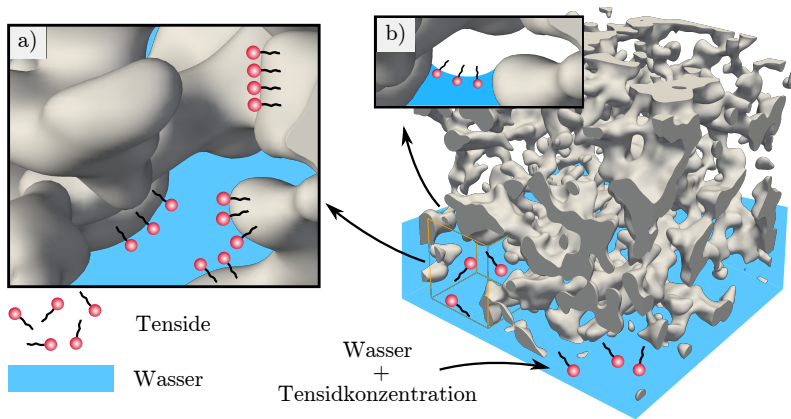 a)
b)
Tenside
Wasser
Wasser
+
Tensidkonzentration